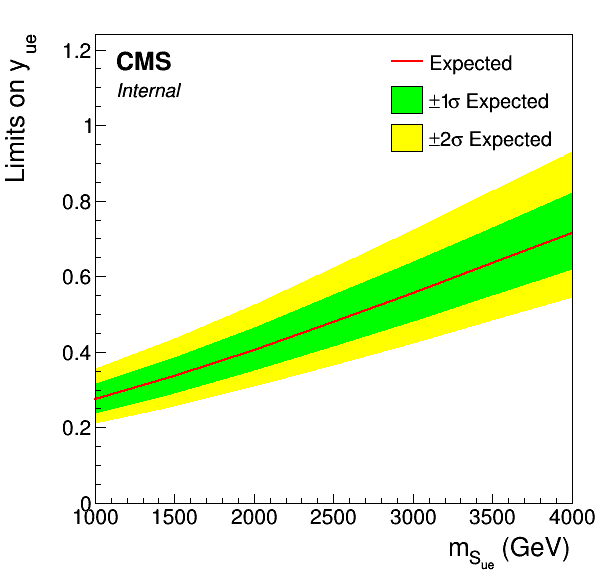 Limits on y_ue
CMS
Internal
Expected
±1σ Expected
±2σ Expected
1.2
1
0.8
0.6
0.4
0.2
0
1000 1500 2000 2500 3000 3500 4000
m_S_ue (GeV)